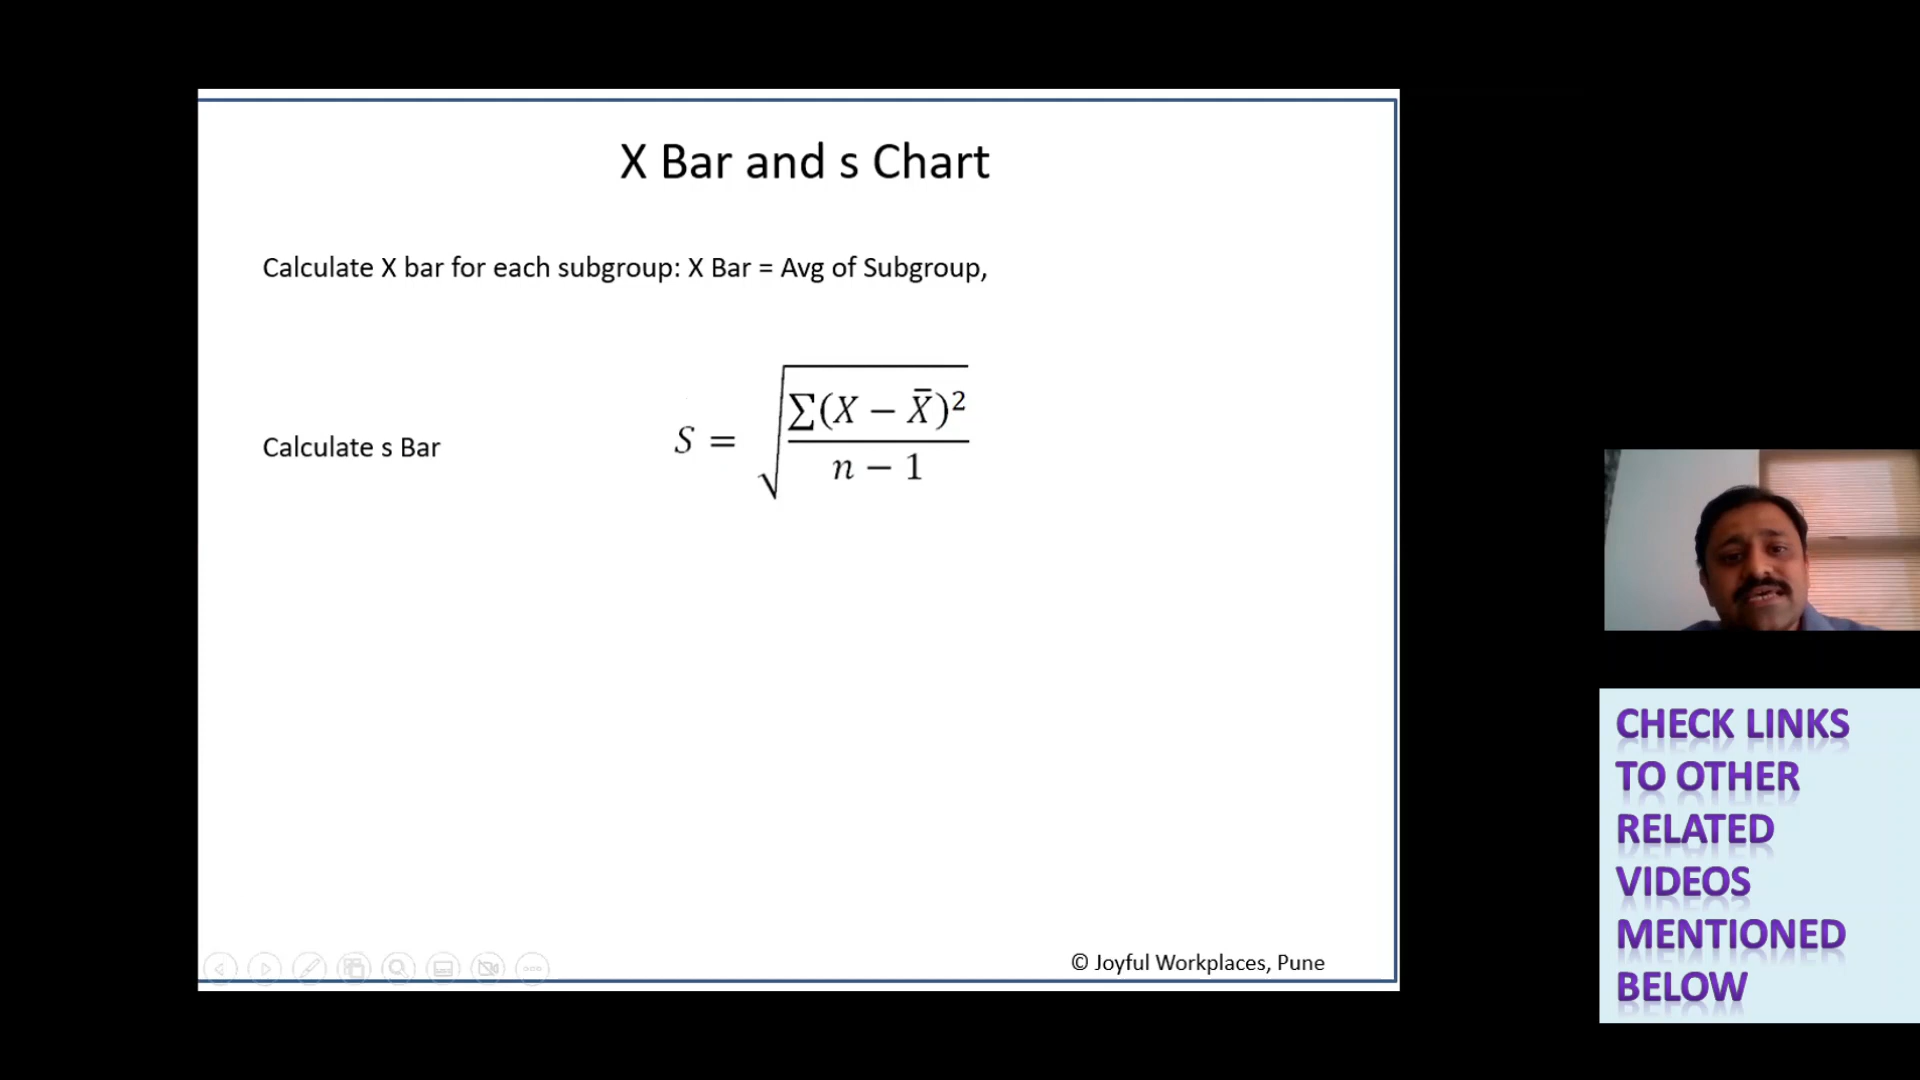 X Bar and s Chart
Calculate X bar for each subgroup: X Bar = Avg of Subgroup,
Calculate s Bar
S = √(∑(X − X̄)² / (n − 1))
© Joyful Workplaces, Pune
CHECK LINKS
TO OTHER
RELATED
VIDEOS
MENTIONED
BELOW